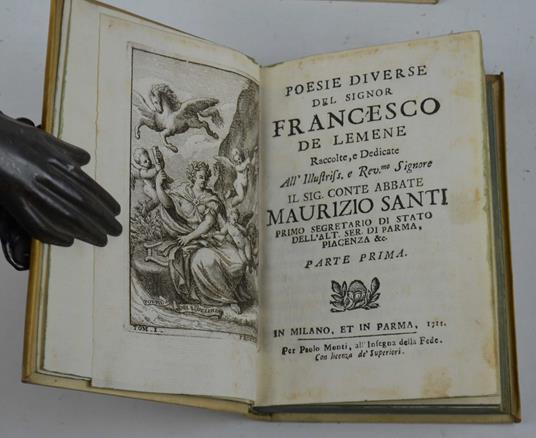 TOM. I.
POESIE DIVERSE
DEL SIGNOR
FRANCESCO
DE LEMENE
Raccolte, e Dedicate
All' Illustriss. e Rev.mo Signore
IL SIG. CONTE ABBATE
MAURIZIO SANTI
PRIMO SEGRETARIO DI STATO
DELL'ALT. SER. DI PARMA,
PIACENZA &c.
PARTE PRIMA.
IN MILANO, ET IN PARMA, 1711.
Per Paolo Monti, all' Insegna della Fede.
Con licenza de' Superiori.